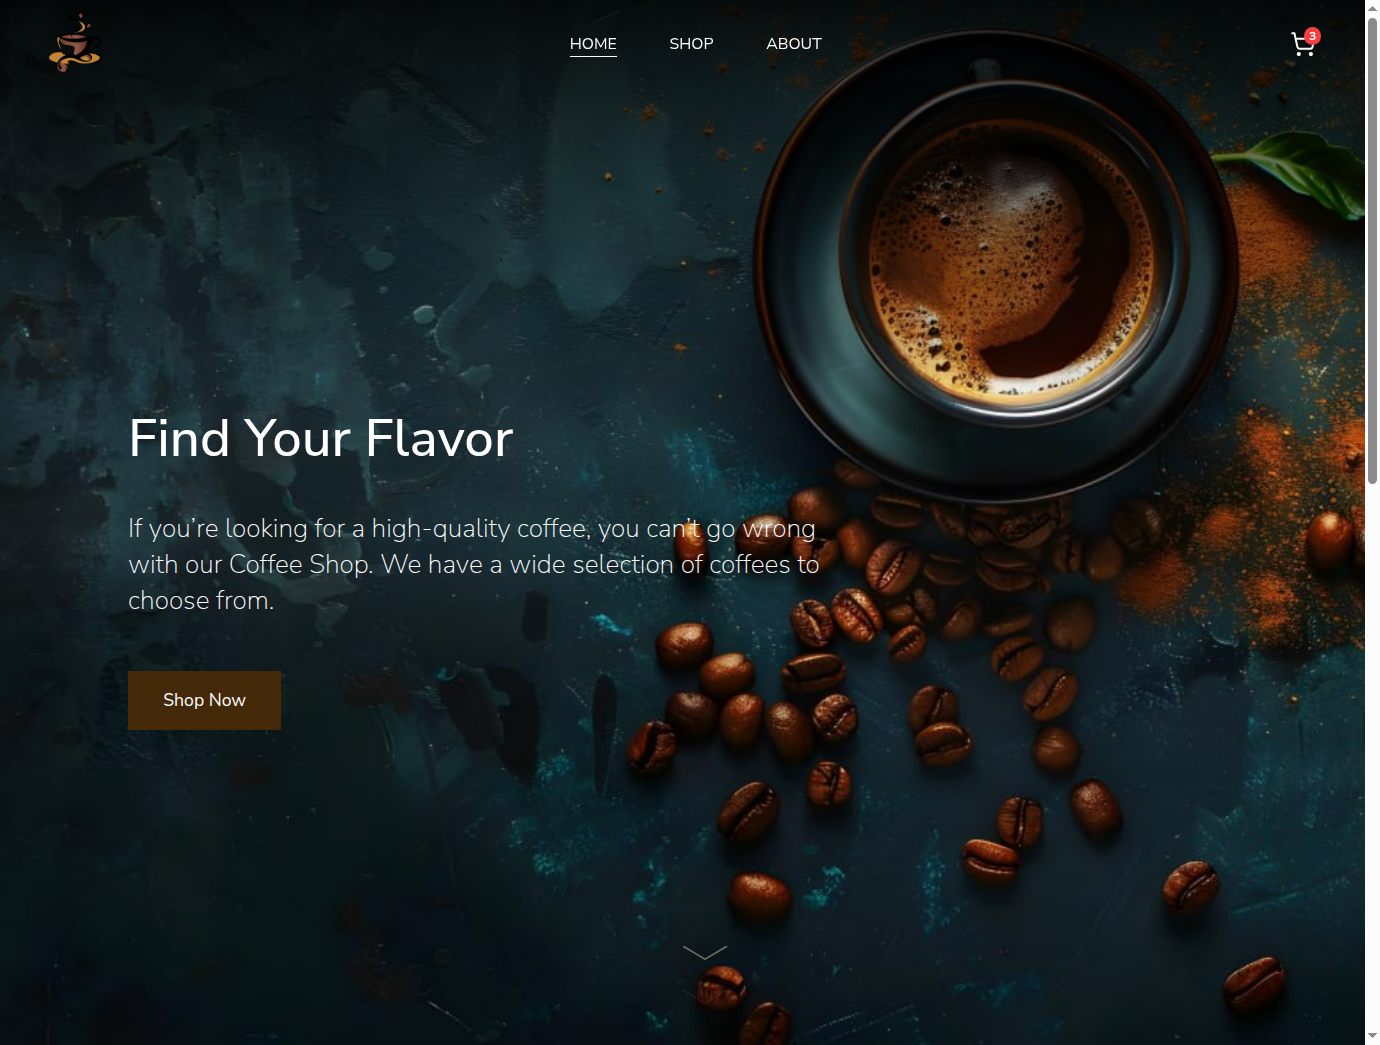 HOME
SHOP
ABOUT
3
Find Your Flavor
If you’re looking for a high-quality coffee, you can’t go wrong
with our Coffee Shop. We have a wide selection of coffees to
choose from.
Shop Now